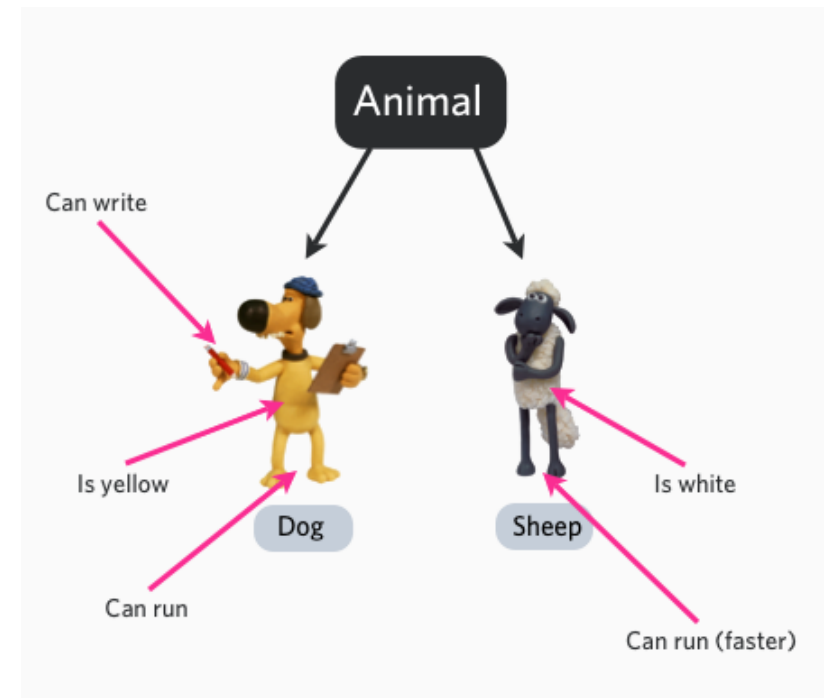 Animal
Can write
Is yellow
Is white
Dog
Sheep
Can run
Can run (faster)